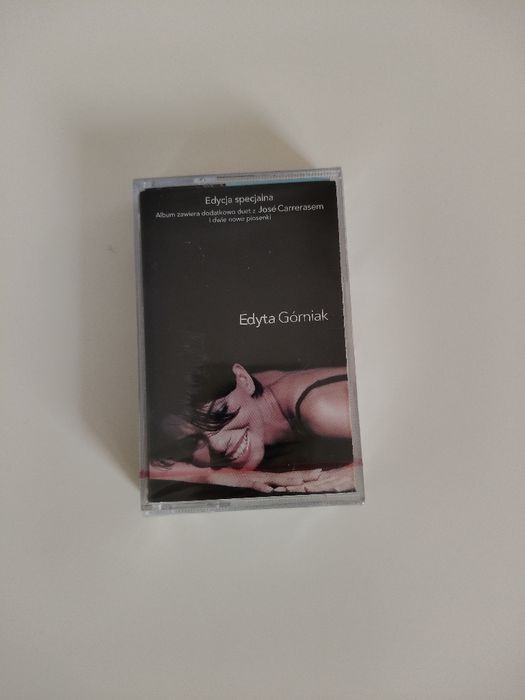 Edycja specjalna
Album zawiera dodatkowo duet z José Carrerasem
i dwie nowe piosenki
Edyta Górniak